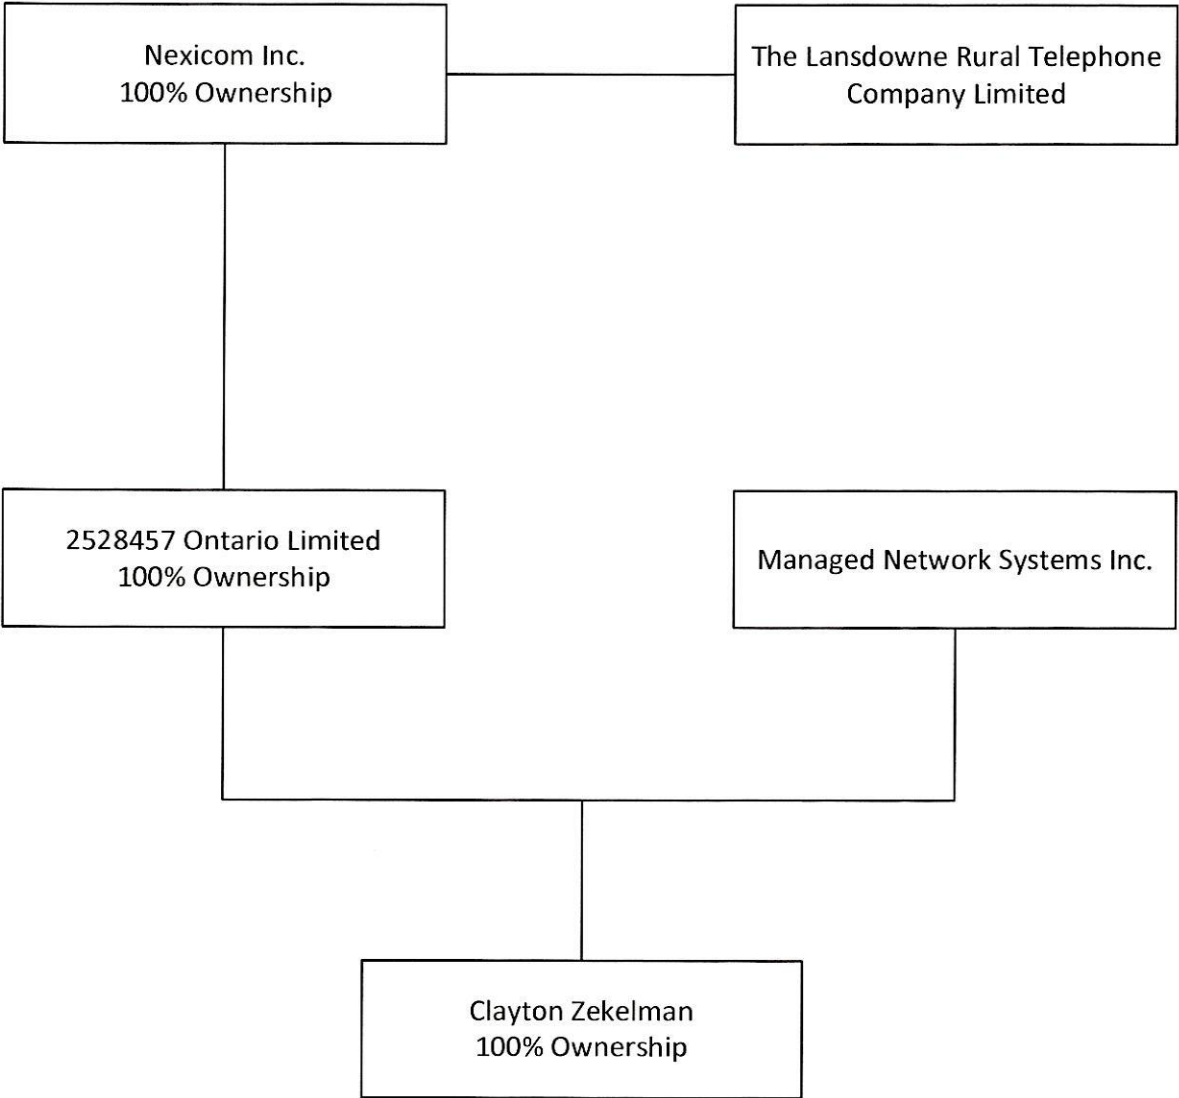 Nexicom Inc.
100% Ownership
The Lansdowne Rural Telephone
Company Limited
2528457 Ontario Limited
100% Ownership
Managed Network Systems Inc.
Clayton Zekelman
100% Ownership